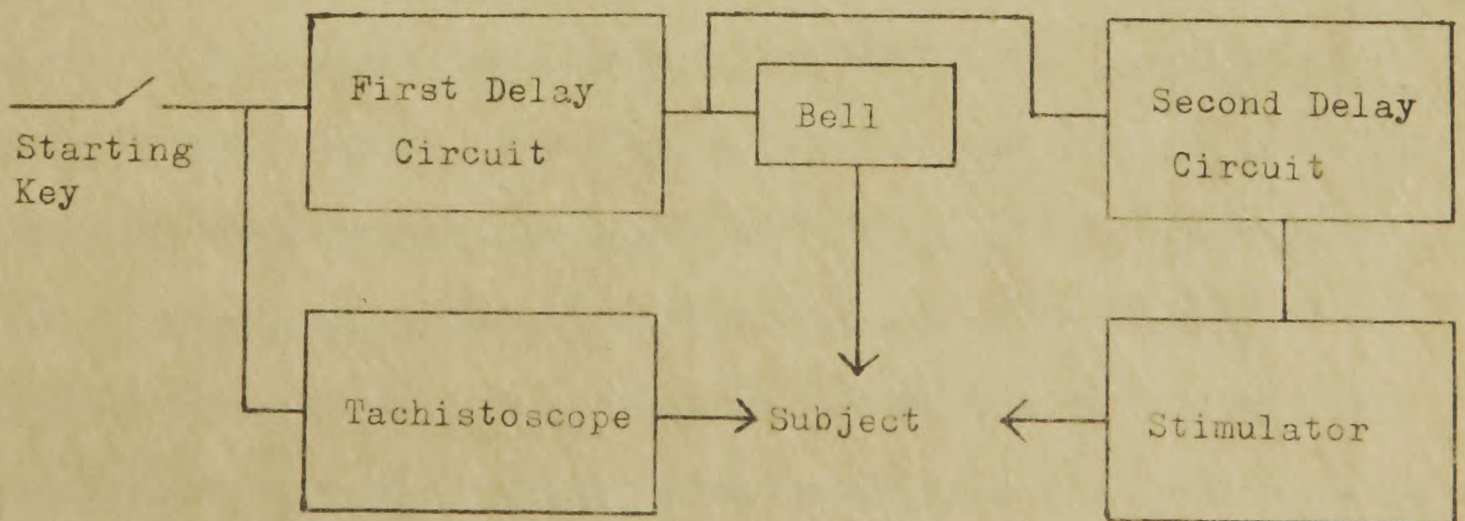 Starting
Key
First Delay
Circuit
Bell
Second Delay
Circuit
Tachistoscope
Subject
Stimulator